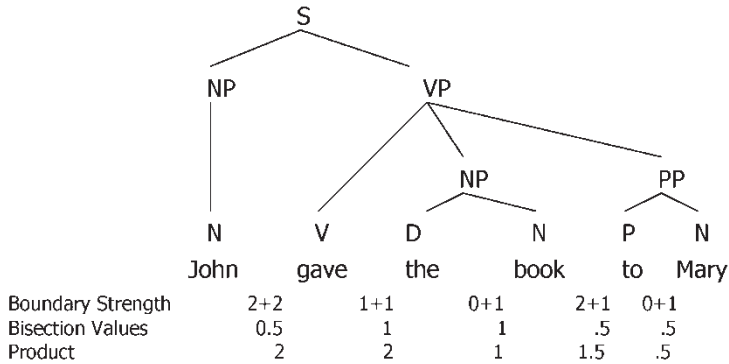 S
NP VP
NP PP
N V D N P N
John gave the book to Mary
Boundary Strength 2+2 1+1 0+1 2+1 0+1
Bisection Values 0.5 1 1 .5 .5
Product 2 2 1 1.5 .5